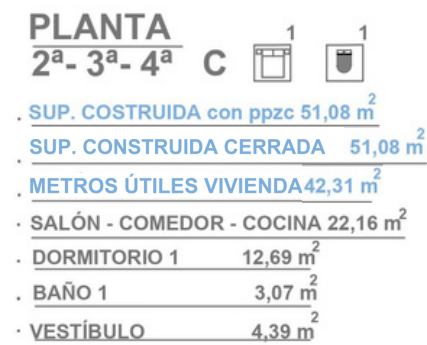 PLANTA
2ª- 3ª- 4ª C 1 1
. SUP. COSTRUIDA con ppzc 51,08 m²
. SUP. CONSTRUIDA CERRADA 51,08 m²
. METROS ÚTILES VIVIENDA 42,31 m²
· SALÓN - COMEDOR - COCINA 22,16 m²
. DORMITORIO 1 12,69 m²
. BAÑO 1 3,07 m²
· VESTÍBULO 4,39 m²